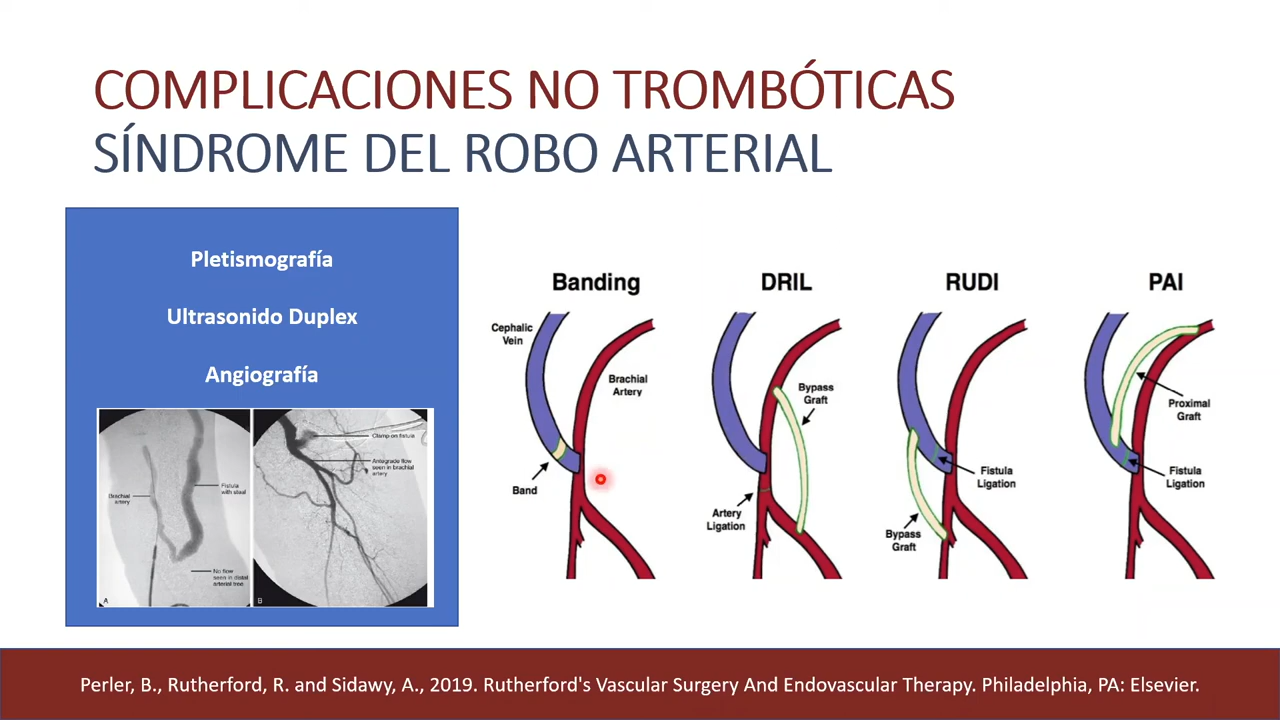 COMPLICACIONES NO TROMBÓTICAS
SÍNDROME DEL ROBO ARTERIAL
Pletismografía
Ultrasonido Duplex
Angiografía
Brachial
artery
Fistula
with steal
No flow
seen in distal
arterial tree
A
Clamp on fistula
Antegrade flow
seen in brachial
artery
B
Banding
Cephalic
Vein
Brachial
Artery
Band
DRIL
Bypass
Graft
Artery
Ligation
RUDI
Fistula
Ligation
Bypass
Graft
PAI
Proximal
Graft
Fistula
Ligation
Perler, B., Rutherford, R. and Sidawy, A., 2019. Rutherford's Vascular Surgery And Endovascular Therapy. Philadelphia, PA: Elsevier.